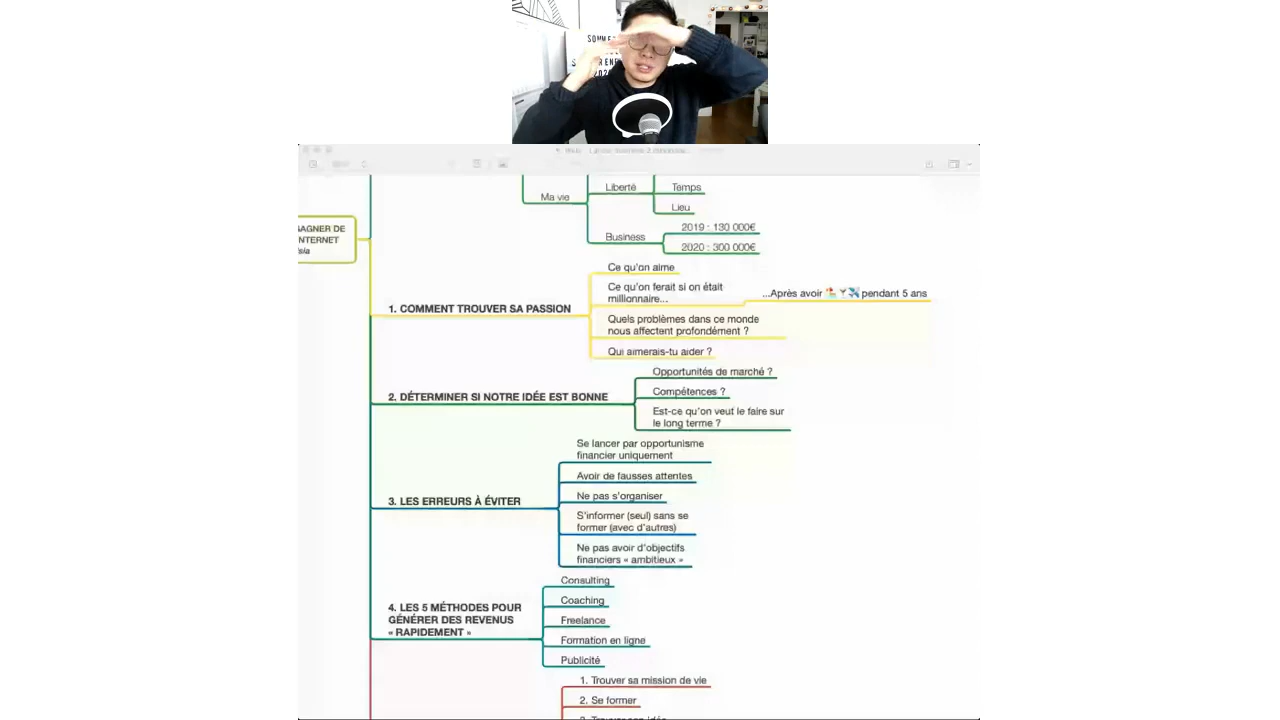 Liberté
Temps
Ma vie
Lieu
Business
2019 : 130 000€
2020 : 300 000€
GAGNER DE
INTERNET
1. COMMENT TROUVER SA PASSION
Ce qu'on aime
Ce qu'on ferait si on était
millionnaire...
...Après avoir 🏖️🍸✈️ pendant 5 ans
Quels problèmes dans ce monde
nous affectent profondément ?
Qui aimerais-tu aider ?
2. DÉTERMINER SI NOTRE IDÉE EST BONNE
Opportunités de marché ?
Compétences ?
Est-ce qu'on veut le faire sur
le long terme ?
3. LES ERREURS À ÉVITER
Se lancer par opportunisme
financier uniquement
Avoir de fausses attentes
Ne pas s'organiser
S'informer (seul) sans se
former (avec d'autres)
Ne pas avoir d'objectifs
financiers « ambitieux »
4. LES 5 MÉTHODES POUR
GÉNÉRER DES REVENUS
« RAPIDEMENT »
Consulting
Coaching
Freelance
Formation en ligne
Publicité
1. Trouver sa mission de vie
2. Se former